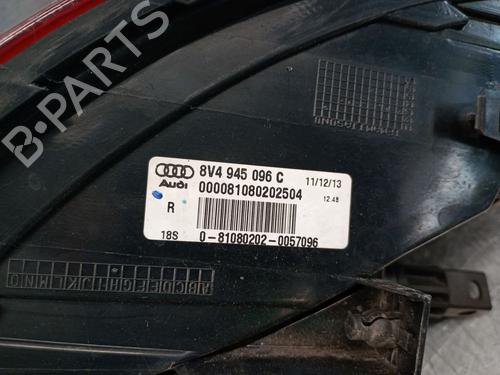 B-PARTS
8V4 945 096 C
11/12/13
Audi
000081080202504
12.48
R
18S
0-81080202-0057096